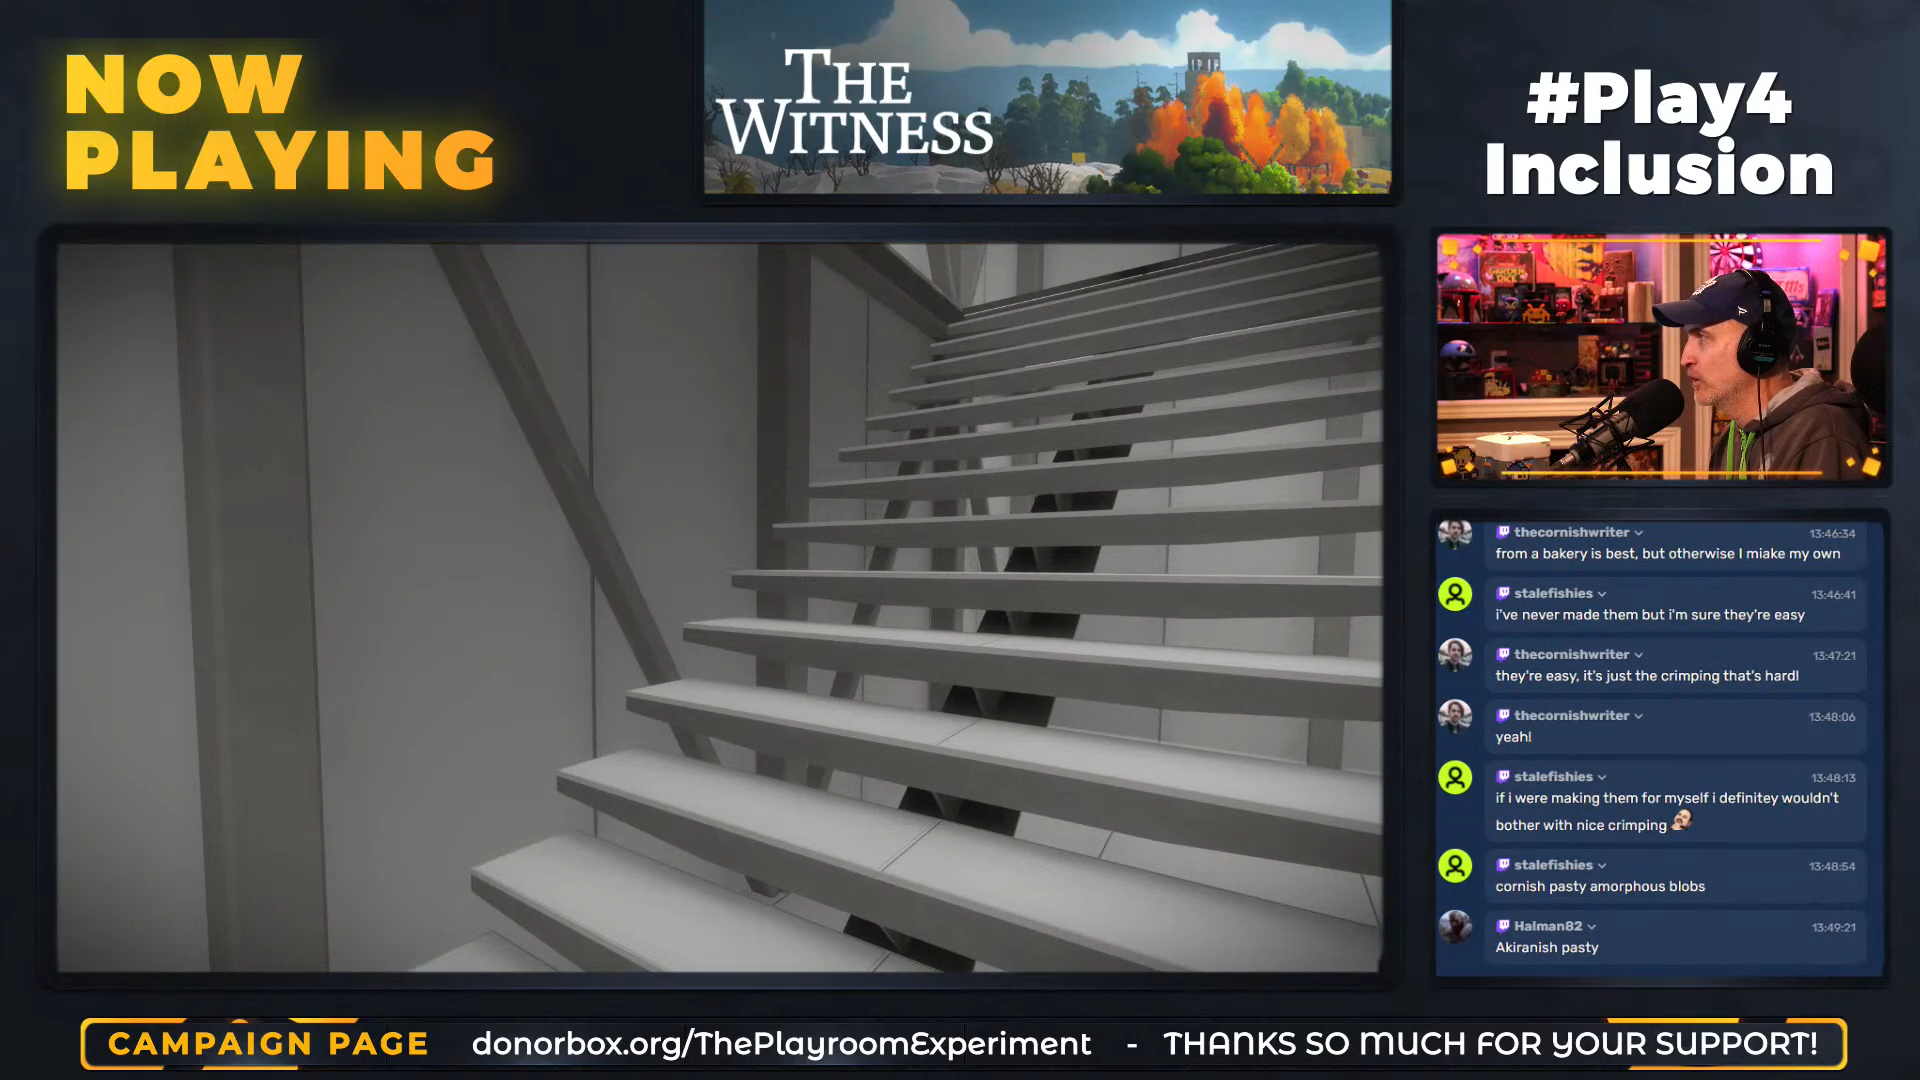 NOW
PLAYING
THE
WITNESS
#Play4
Inclusion
thecornishwriter 13:46:34
from a bakery is best, but otherwise I miake my own
stalefishies 13:46:41
i've never made them but i'm sure they're easy
thecornishwriter 13:47:21
they're easy, it's just the crimping that's hard!
thecornishwriter 13:48:06
yeah!
stalefishies 13:48:13
if i were making them for myself i definitey wouldn't
bother with nice crimping
stalefishies 13:48:54
cornish pasty amorphous blobs
Halman82 13:49:21
Akiranish pasty
CAMPAIGN PAGE donorbox.org/ThePlayroomExperiment - THANKS SO MUCH FOR YOUR SUPPORT!